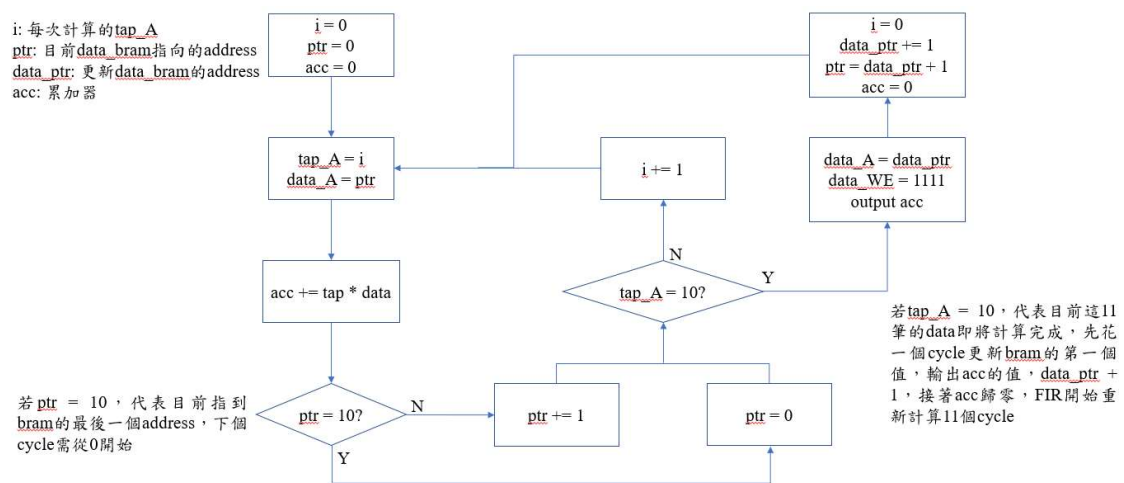 i: 每次計算的tap_A
ptr: 目前data_bram指向的address
data_ptr: 更新data_bram的address
acc: 累加器
i = 0
ptr = 0
acc = 0
i = 0
data_ptr += 1
ptr = data_ptr + 1
acc = 0
tap_A = i
data_A = ptr
i += 1
data_A = data_ptr
data_WE = 1111
output acc
N
acc += tap * data
tap_A = 10?
Y
若tap_A = 10，代表目前這11
筆的data即將計算完成，先花
一個cycle更新bram的第一個
值，輸出acc的值，data_ptr +
1，接著acc歸零，FIR開始重
新計算11個cycle
若ptr = 10，代表目前指到
bram的最後一個address，下個
cycle需從0開始
ptr = 10?
N
ptr += 1
ptr = 0
Y